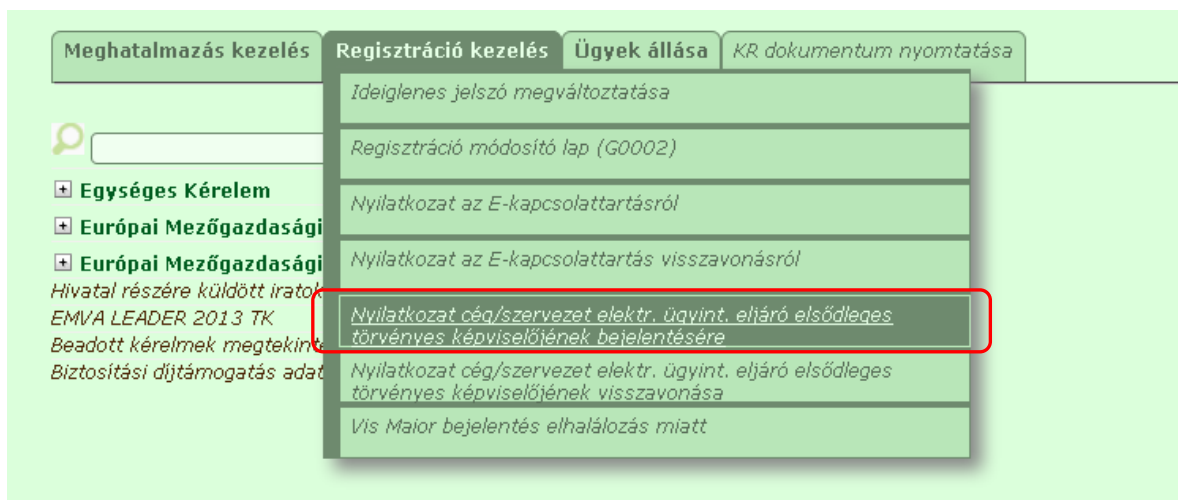 Meghatalmazás kezelés Regisztráció kezelés Ügyek állása KR dokumentum nyomtatása
Ideiglenes jelszó megváltoztatása
Regisztráció módosító lap (G0002)
Nyilatkozat az E-kapcsolattartásról
Nyilatkozat az E-kapcsolattartás visszavonásról
Nyilatkozat cég/szervezet elektr. ügyint. eljáró elsődleges
törvényes képviselőjének bejelentésére
Nyilatkozat cég/szervezet elektr. ügyint. eljáró elsődleges
törvényes képviselőjének visszavonása
Vis Maior bejelentés elhalálozás miatt
Egységes Kérelem
Európai Mezőgazdasági
Európai Mezőgazdasági
Hivatal részére küldött iratok
EMVA LEADER 2013 TK
Beadott kérelmek megtekinté
Biztosítási díjtámogatás adat